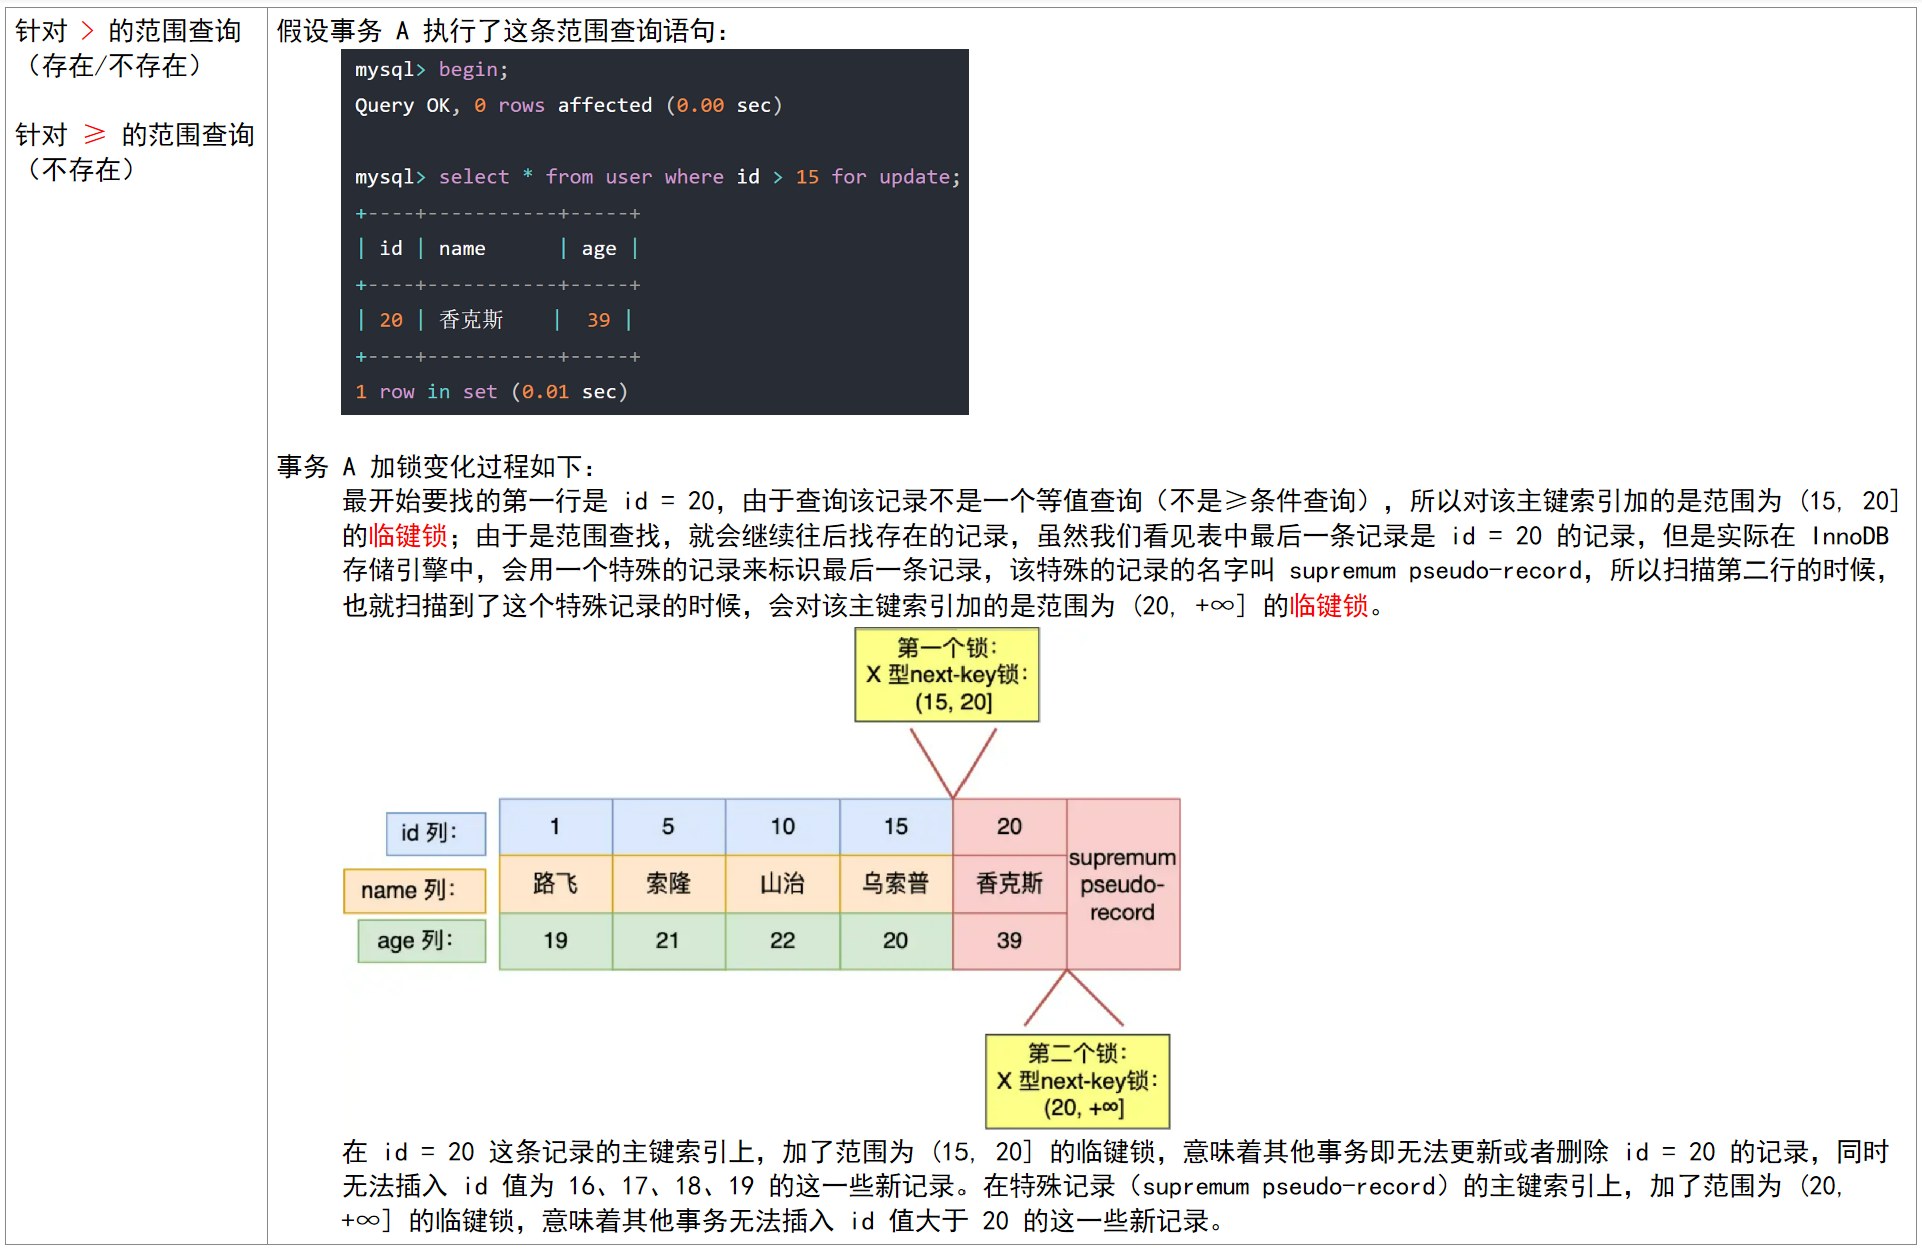 针对 > 的范围查询
（存在/不存在）
针对 ≥ 的范围查询
（不存在）
假设事务 A 执行了这条范围查询语句：
mysql> begin;
Query OK, 0 rows affected (0.00 sec)
mysql> select * from user where id > 15 for update;
+----+-----------+-----+
| id | name      | age |
+----+-----------+-----+
| 20 | 香克斯    |  39 |
+----+-----------+-----+
1 row in set (0.01 sec)
事务 A 加锁变化过程如下：
最开始要找的第一行是 id = 20，由于查询该记录不是一个等值查询（不是≥条件查询），所以对该主键索引加的是范围为 (15, 20]
的临键锁；由于是范围查找，就会继续往后找存在的记录，虽然我们看见表中最后一条记录是 id = 20 的记录，但是实际在 InnoDB
存储引擎中，会用一个特殊的记录来标识最后一条记录，该特殊的记录的名字叫 supremum pseudo-record，所以扫描第二行的时候，
也就扫描到了这个特殊记录的时候，会对该主键索引加的是范围为 (20, +∞] 的临键锁。
第一个锁：
X 型next-key锁：
(15, 20]
id 列：
1
5
10
15
20
name 列：
路飞
索隆
山治
乌索普
香克斯
age 列：
19
21
22
20
39
supremum
pseudo-
record
第二个锁：
X 型next-key锁：
(20, +∞]
在 id = 20 这条记录的主键索引上，加了范围为 (15, 20] 的临键锁，意味着其他事务即无法更新或者删除 id = 20 的记录，同时
无法插入 id 值为 16、17、18、19 的这一些新记录。在特殊记录（supremum pseudo-record）的主键索引上，加了范围为 (20,
+∞] 的临键锁，意味着其他事务无法插入 id 值大于 20 的这一些新记录。